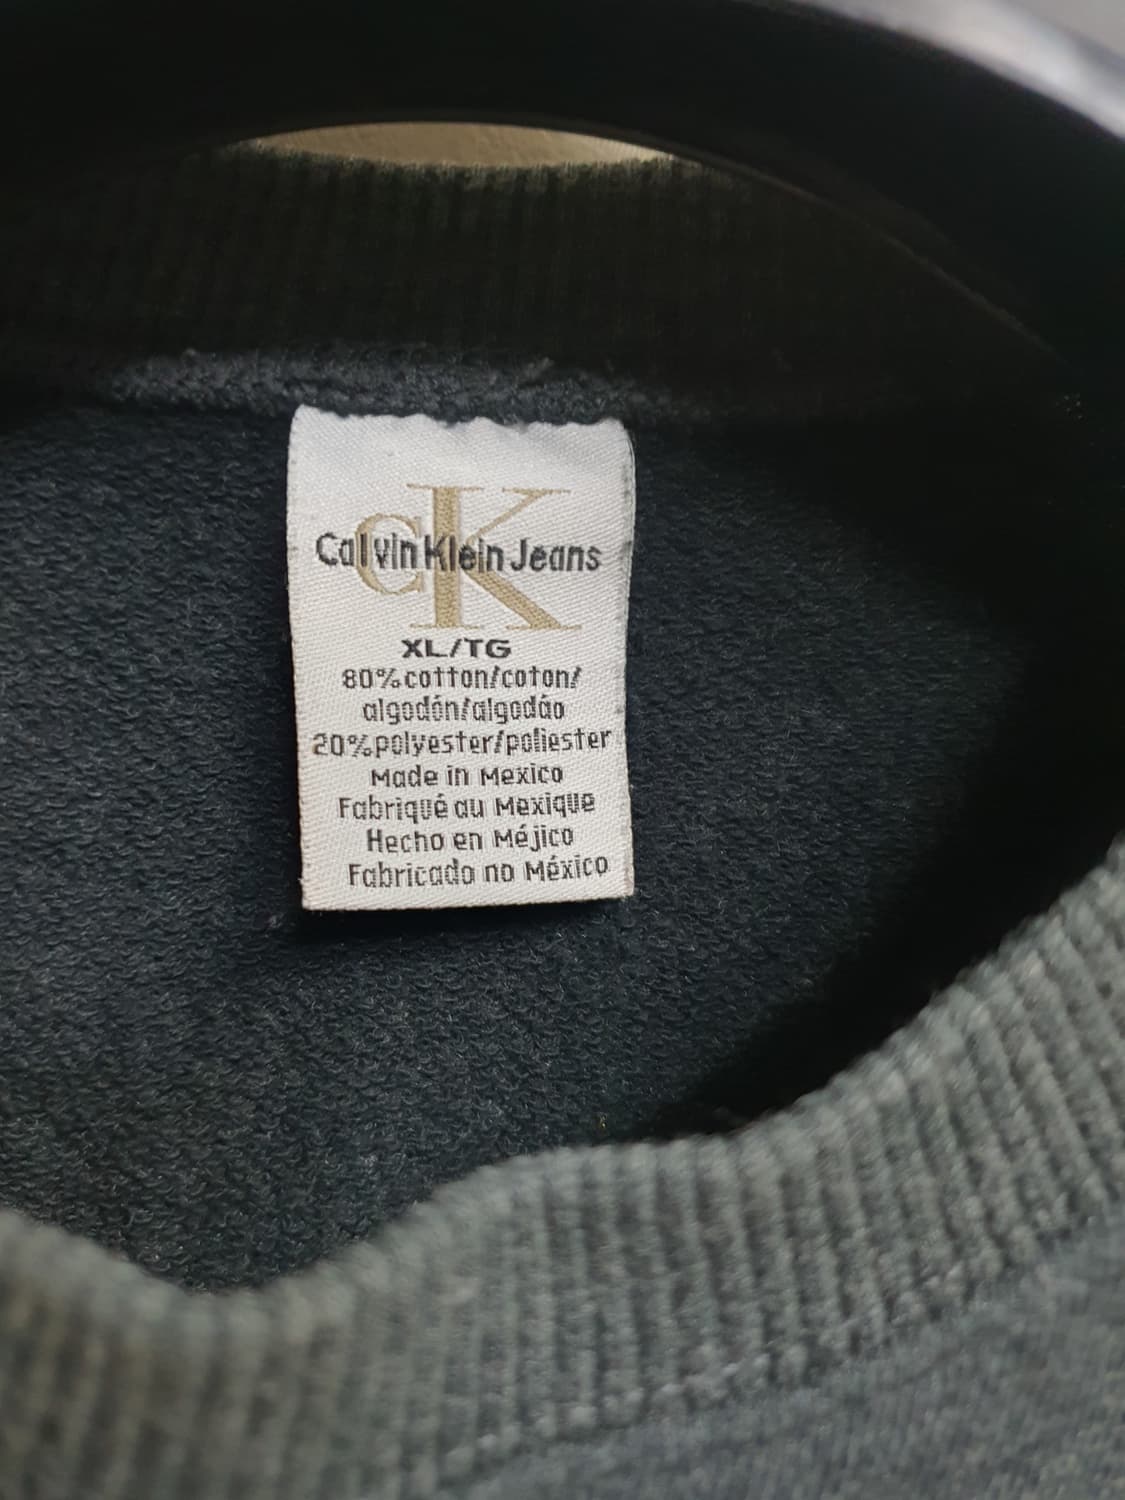 CK
Calvin Klein Jeans
XL/TG
80% cotton/coton/
algodón/algodão
20% polyester/poliester
Made in Mexico
Fabriqué au Mexique
Hecho en Méjico
Fabricado no México